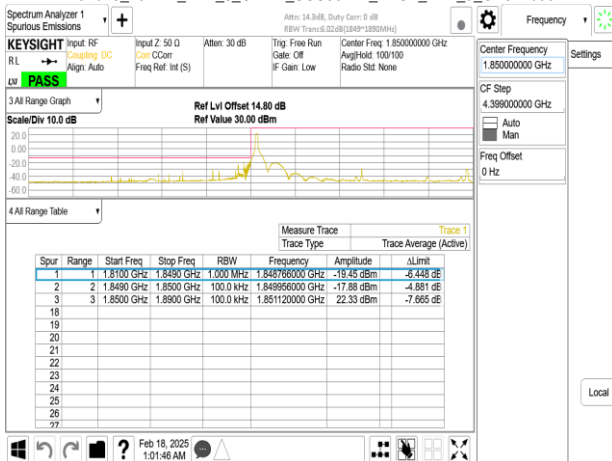 Spectrum Analyzer 1
Spurious Emissions
Attn: 14.3dB, Duty Corr: 0 dB
RBW Trans:6.02dB(1849~1890MHz)
Frequency
KEYSIGHT
RL
LXI
PASS
Input: RF
Coupling: DC
Align: Auto
Input Z: 50 Ω
Corr CCorr
Freq Ref: Int (S)
Atten: 30 dB
Trig: Free Run
Gate: Off
IF Gain: Low
Center Freq: 1.850000000 GHz
Avg|Hold: 100/100
Radio Std: None
Center Frequency
1.850000000 GHz
Settings
CF Step
4.399000000 GHz
Auto
Man
Freq Offset
0 Hz
Local
3 All Range Graph
Scale/Div 10.0 dB
Ref Lvl Offset 14.80 dB
Ref Value 30.00 dBm
20.0
0.00
-20.0
-40.0
-60.0
4 All Range Table
Measure Trace Trace 1
Trace Type Trace Average (Active)
Spur Range Start Freq Stop Freq RBW Frequency Amplitude ΔLimit
1 1 1.8100 GHz 1.8490 GHz 1.000 MHz 1.848766000 GHz -19.45 dBm -6.448 dB
2 2 1.8490 GHz 1.8500 GHz 100.0 kHz 1.849956000 GHz -17.88 dBm -4.881 dB
3 3 1.8500 GHz 1.8900 GHz 100.0 kHz 1.851120000 GHz 22.33 dBm -7.665 dB
18
19
20
21
22
23
24
25
26
27
Feb 18, 2025
1:01:46 AM